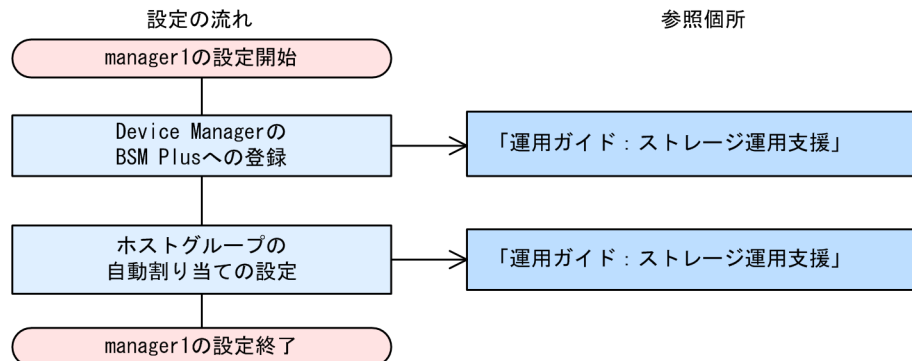 設定の流れ
参照個所
manager1の設定開始
Device Managerの
BSM Plusへの登録
「運用ガイド:ストレージ運用支援」
ホストグループの
自動割り当ての設定
「運用ガイド:ストレージ運用支援」
manager1の設定終了